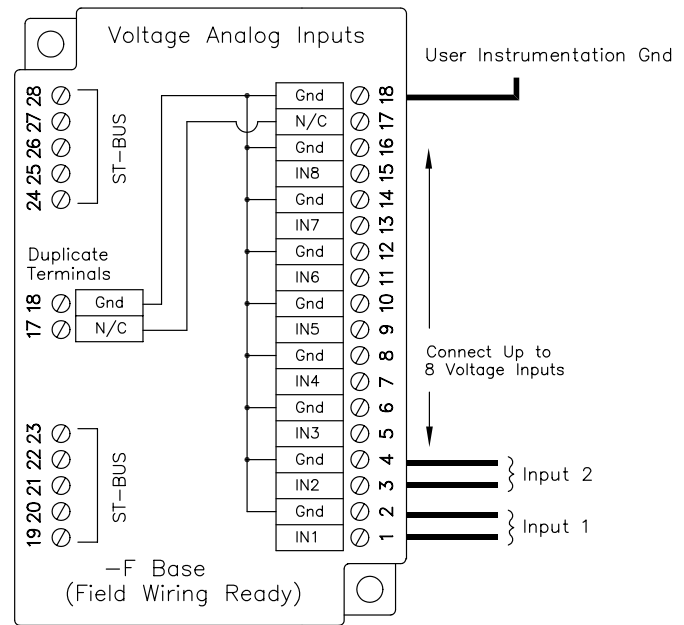 Voltage Analog Inputs
User Instrumentation Gnd
28
27
26
25
24
ST-BUS
Gnd 18
N/C 17
Gnd 16
IN8 15
Gnd 14
IN7 13
Gnd 12
IN6 11
Gnd 10
IN5 9
Gnd 8
IN4 7
Gnd 6
IN3 5
Gnd 4
IN2 3
Gnd 2
IN1 1
Duplicate
Terminals
18 Gnd
17 N/C
Connect Up to
8 Voltage Inputs
23
22
21
20
19
ST-BUS
Input 2
Input 1
-F Base
(Field Wiring Ready)